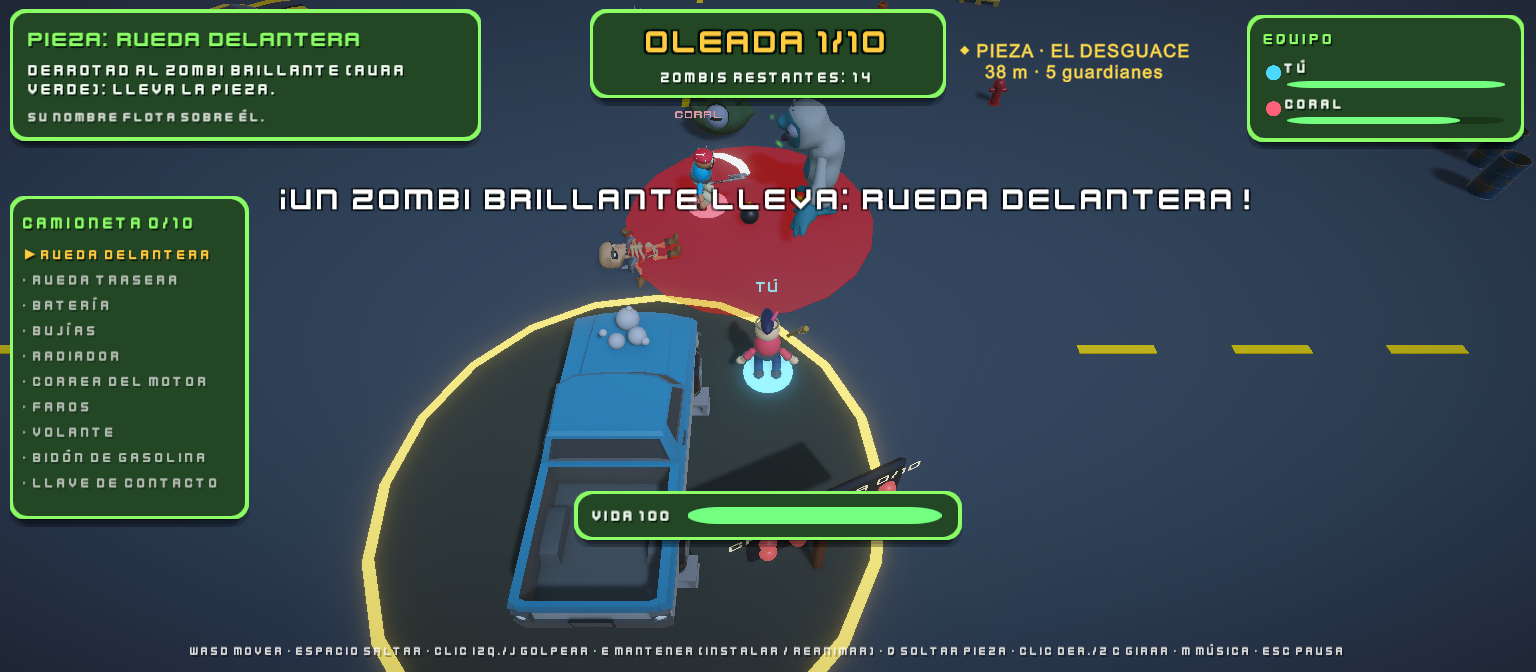 PIEZA: RUEDA DELANTERA
DERROTAD AL ZOMBI BRILLANTE (AURA
VERDE): LLEVA LA PIEZA.
SU NOMBRE FLOTA SOBRE ÉL.
OLEADA 1/10
ZOMBIS RESTANTES: 14
PIEZA · EL DESGUACE
38 m · 5 guardianes
EQUIPO
TÚ
CORAL
CORAL
¡UN ZOMBI BRILLANTE LLEVA: RUEDA DELANTERA !
CAMIONETA 0/10
▶ RUEDA DELANTERA
· RUEDA TRASERA
· BATERÍA
· BUJÍAS
· RADIADOR
· CORREA DEL MOTOR
· FAROS
· VOLANTE
· BIDÓN DE GASOLINA
· LLAVE DE CONTACTO
TÚ
0/10
VIDA 100
WASD MOVER · ESPACIO SALTAR · CLIC IZQ./J GOLPEAR · E MANTENER (INSTALAR / REANIMAR) · Q SOLTAR PIEZA · CLIC DER./Z C GIRAR · M MÚSICA · ESC PAUSA